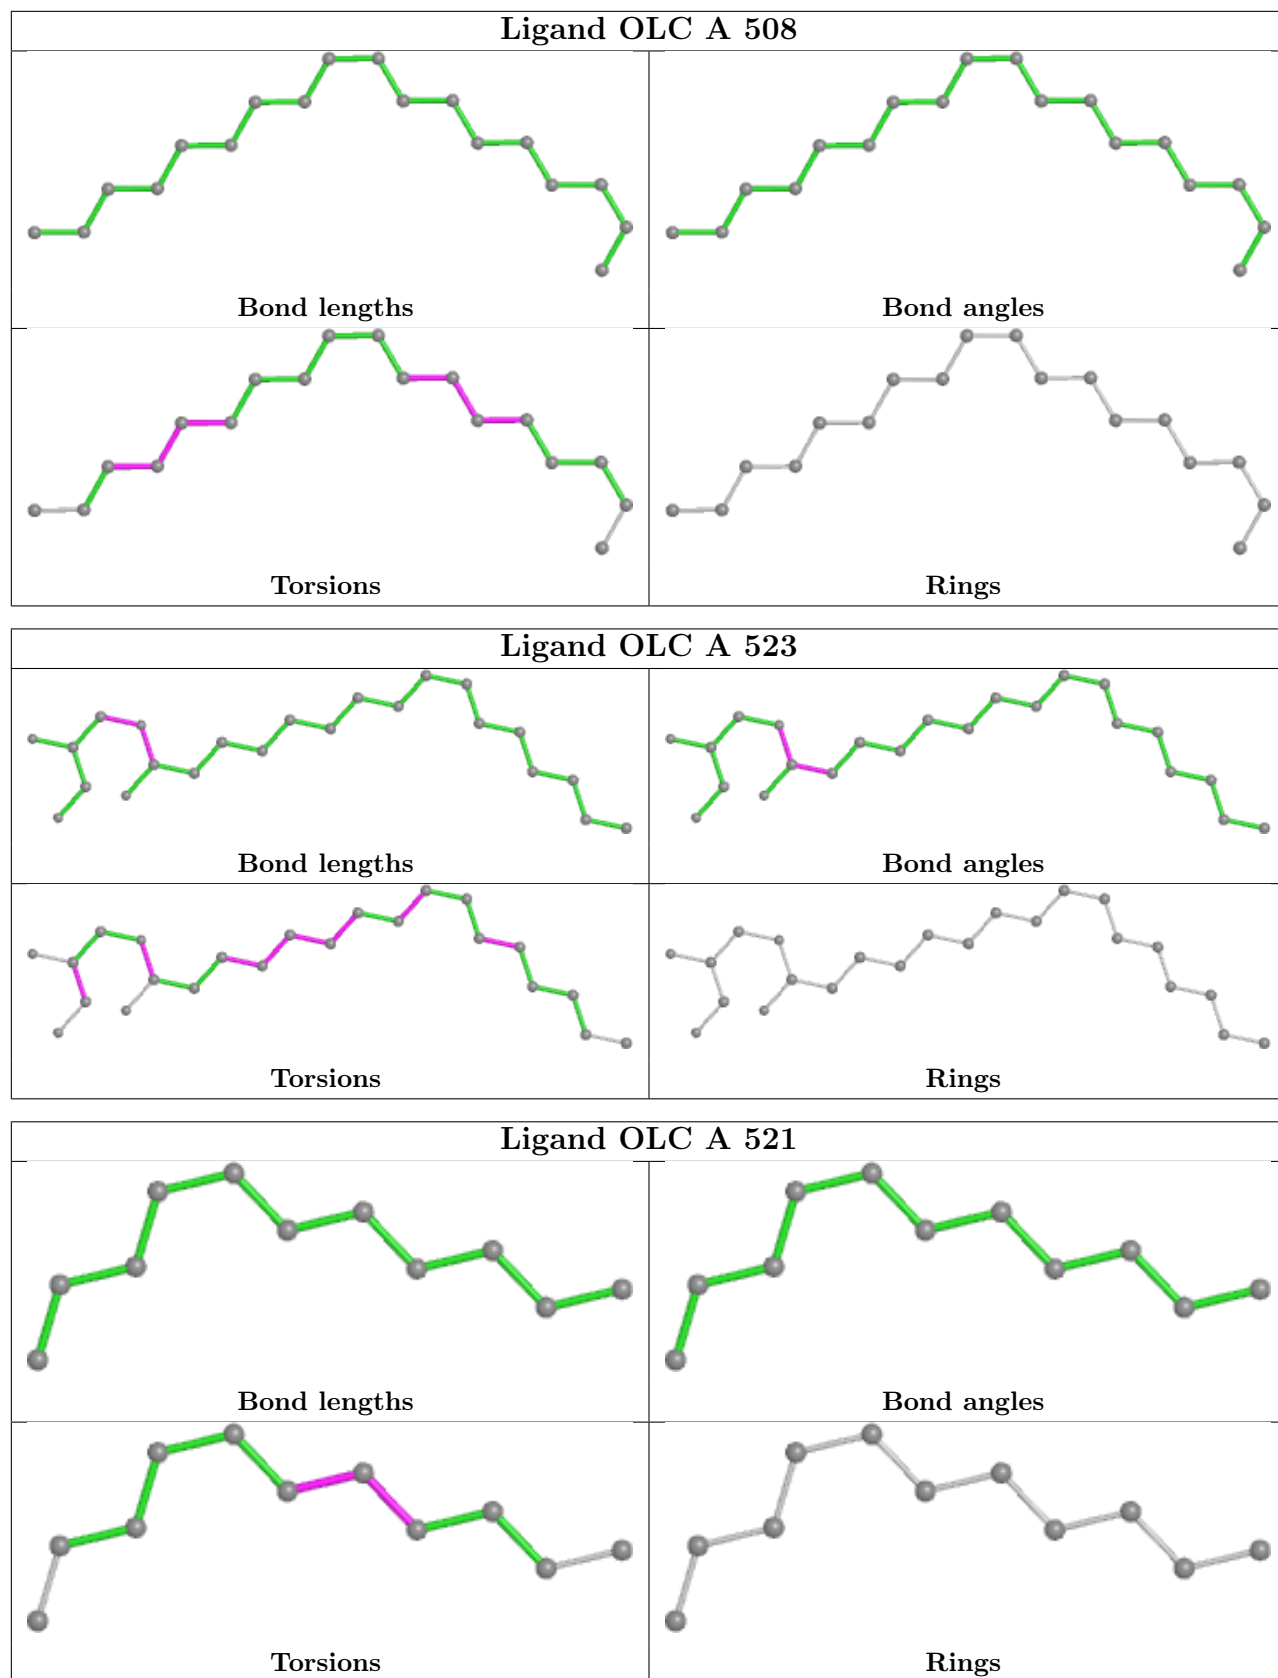 Ligand OLC A 508
Bond lengths
Bond angles
Torsions
Rings
Ligand OLC A 523
Bond lengths
Bond angles
Torsions
Rings
Ligand OLC A 521
Bond lengths
Bond angles
Torsions
Rings